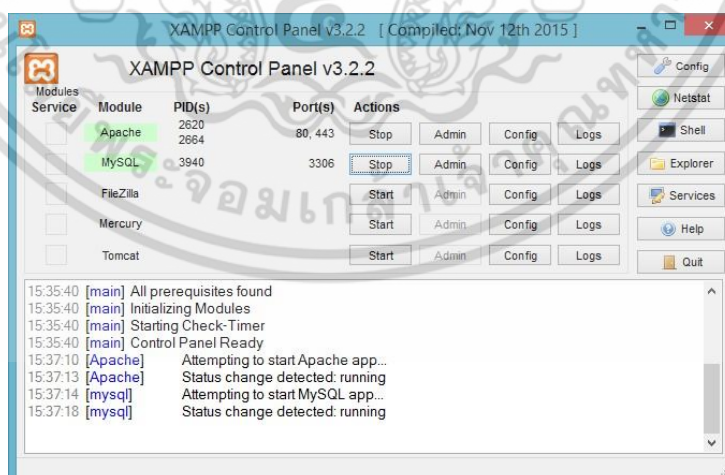 XAMPP Control Panel v3.2.2 [ Compiled: Nov 12th 2015 ]
XAMPP Control Panel v3.2.2
Config
Modules
Service Module PID(s) Port(s) Actions
Netstat
Apache 2620 2664 80, 443 Stop Admin Config Logs
Shell
MySQL 3940 3306 Stop Admin Config Logs
Explorer
FileZilla Start Admin Config Logs
Services
Mercury Start Admin Config Logs
Help
Tomcat Start Admin Config Logs
Quit
15:35:40 [main] All prerequisites found
15:35:40 [main] Initializing Modules
15:35:40 [main] Starting Check-Timer
15:35:40 [main] Control Panel Ready
15:37:10 [Apache] Attempting to start Apache app...
15:37:13 [Apache] Status change detected: running
15:37:14 [mysql] Attempting to start MySQL app...
15:37:18 [mysql] Status change detected: running